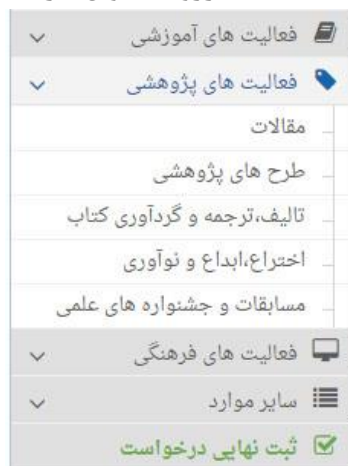 فعالیت های آموزشی
فعالیت های پژوهشی
مقالات
طرح های پژوهشی
تالیف،ترجمه و گردآوری کتاب
اختراع،ابداع و نوآوری
مسابقات و جشنواره های علمی
فعالیت های فرهنگی
سایر موارد
ثبت نهایی درخواست